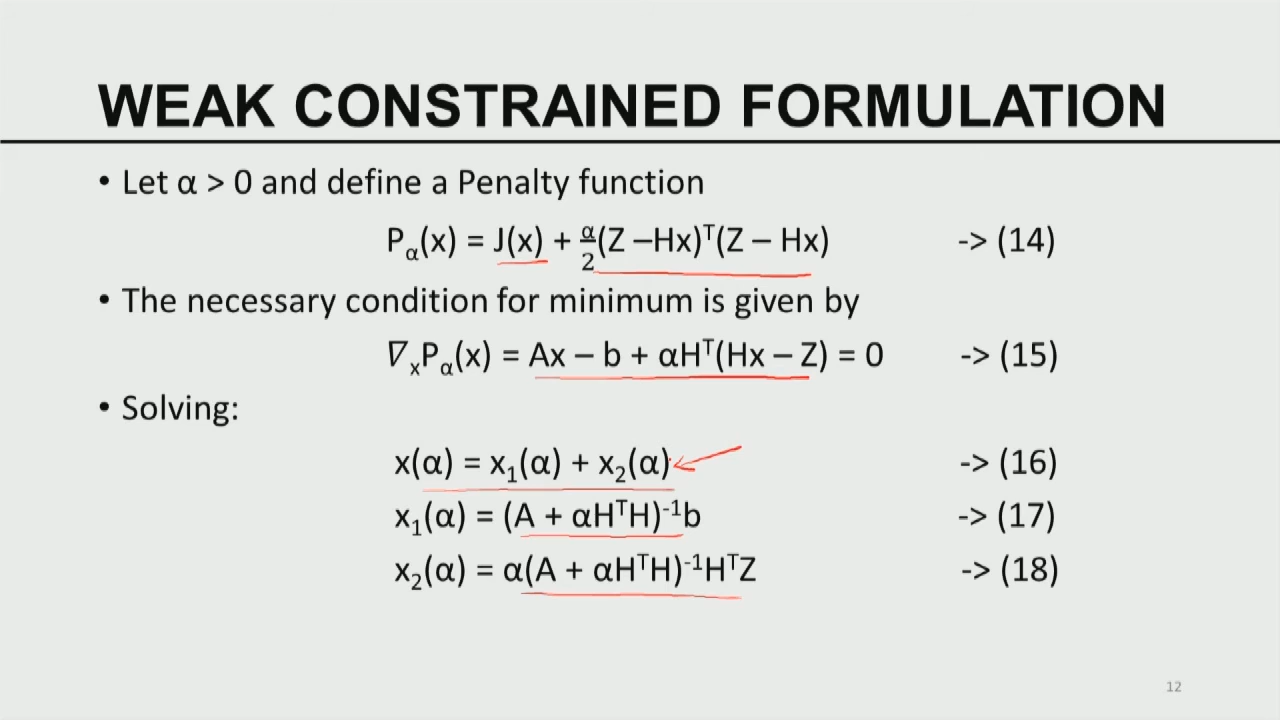 WEAK CONSTRAINED FORMULATION
• Let α > 0 and define a Penalty function
Pα(x) = J(x) + α/2(Z –Hx)ᵀ(Z – Hx) -> (14)
• The necessary condition for minimum is given by
∇ₓPα(x) = Ax – b + αHᵀ(Hx – Z) = 0 -> (15)
• Solving:
x(α) = x₁(α) + x₂(α) -> (16)
x₁(α) = (A + αHᵀH)⁻¹b -> (17)
x₂(α) = α(A + αHᵀH)⁻¹HᵀZ -> (18)
12